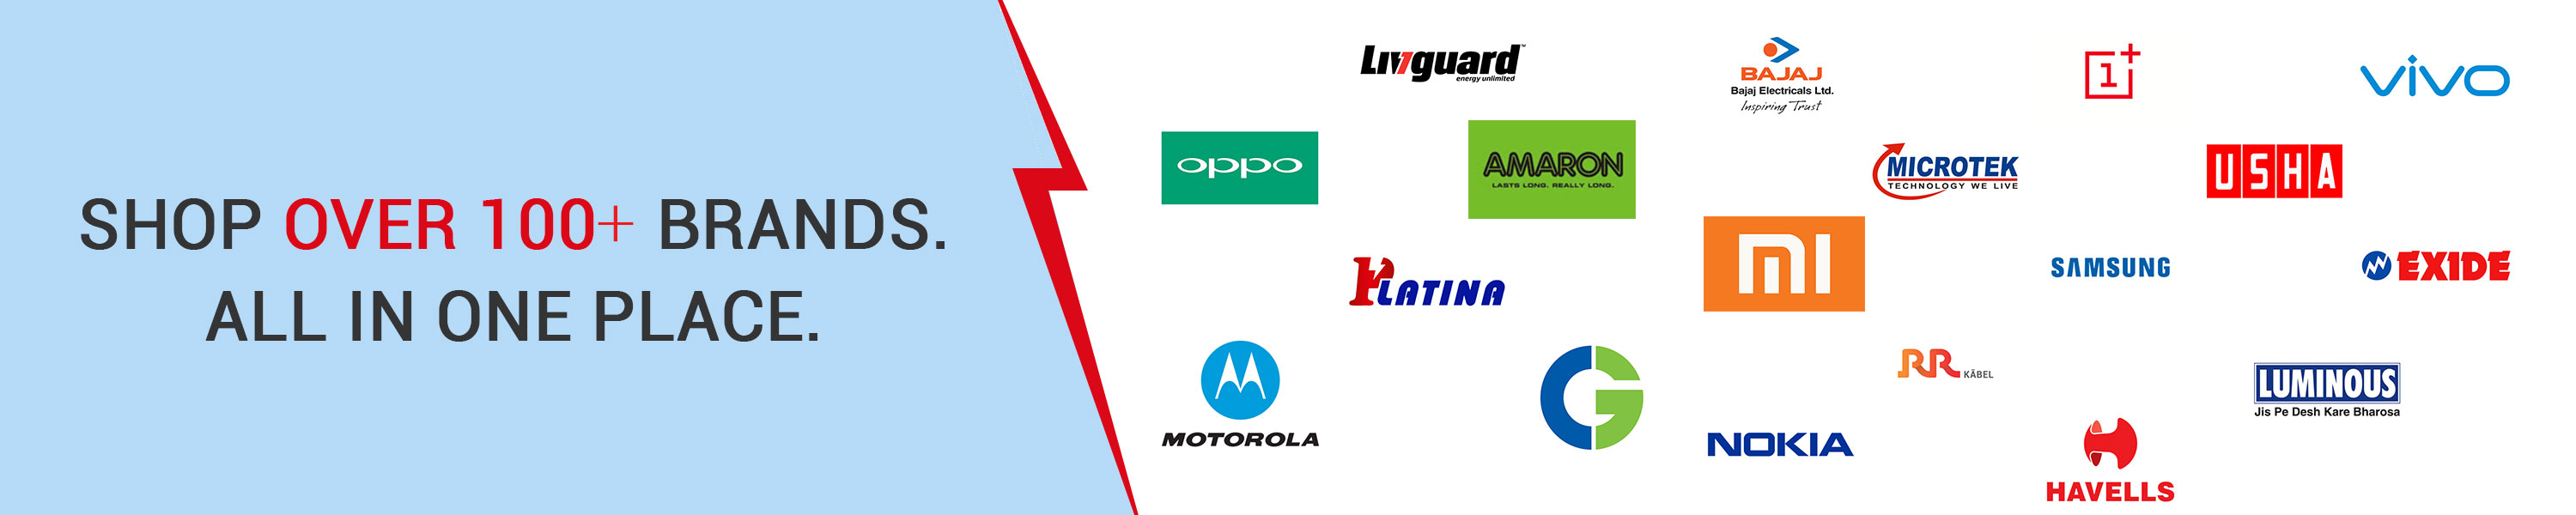 SHOP OVER 100+ BRANDS.
ALL IN ONE PLACE.
Livguard™
energy unlimited
BAJAJ
Bajaj Electricals Ltd.
Inspiring Trust
1+
vivo
oppo
AMARON
LASTS LONG. REALLY LONG.
MICROTEK
TECHNOLOGY WE LIVE
USHA
PLATINA
mi
SAMSUNG
EXIDE
MOTOROLA
CG
NOKIA
RR KABEL
LUMINOUS
Jis Pe Desh Kare Bharosa
HAVELLS